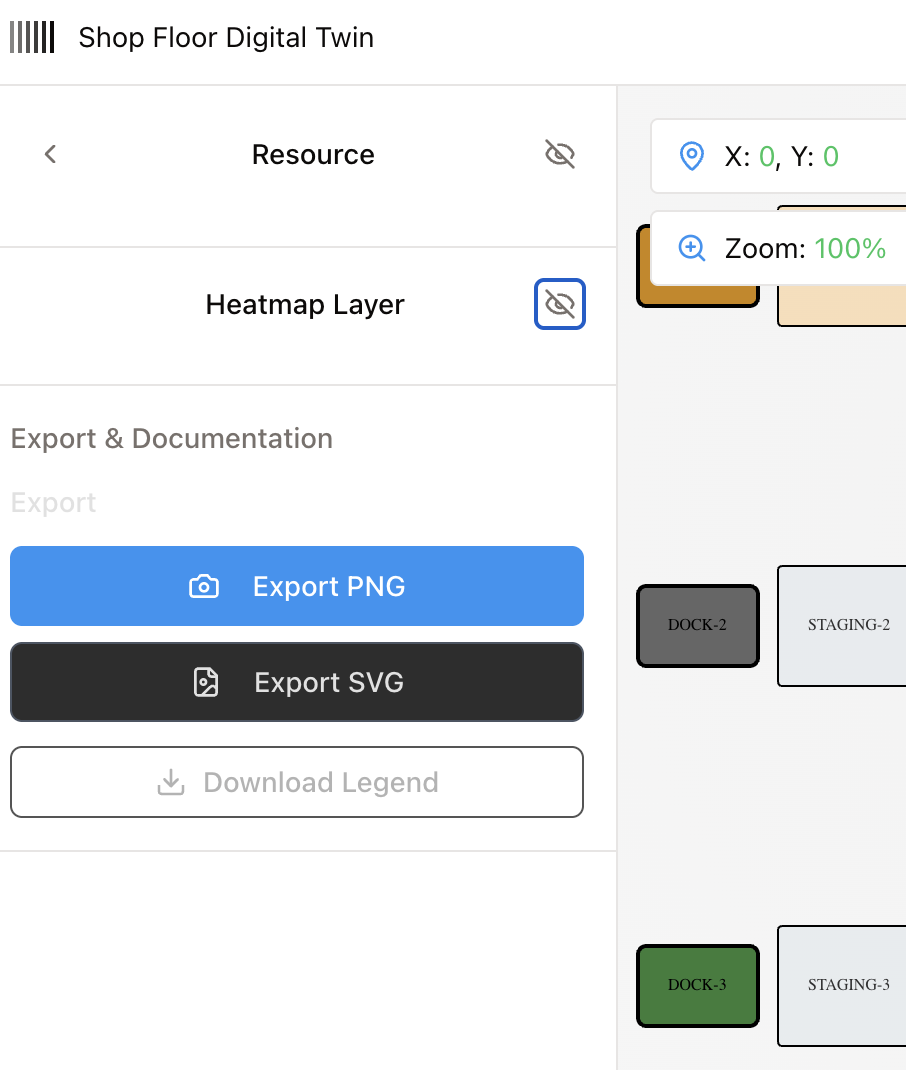 Shop Floor Digital Twin
Resource
Heatmap Layer
Export & Documentation
Export
Export PNG
Export SVG
Download Legend
X: 0, Y: 0
Zoom: 100%
DOCK-2
STAGING-2
DOCK-3
STAGING-3